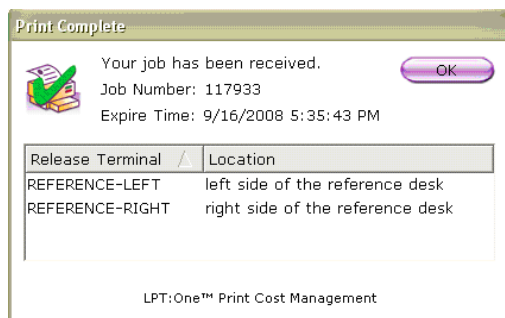 Print Complete
Your job has been received.
OK
Job Number: 117933
Expire Time: 9/16/2008 5:35:43 PM
Release Terminal Location
REFERENCE-LEFT left side of the reference desk
REFERENCE-RIGHT right side of the reference desk
LPT:One™ Print Cost Management